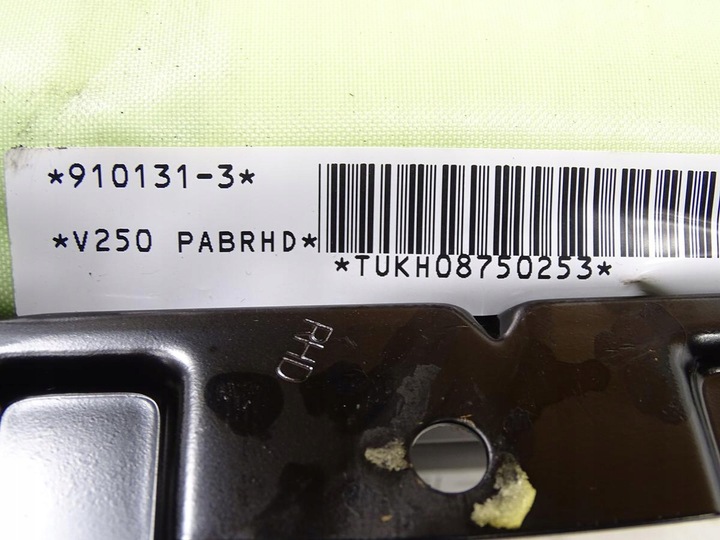 *910131-3*
*V250 PABRHD*
*TUKH08750253*
RHD